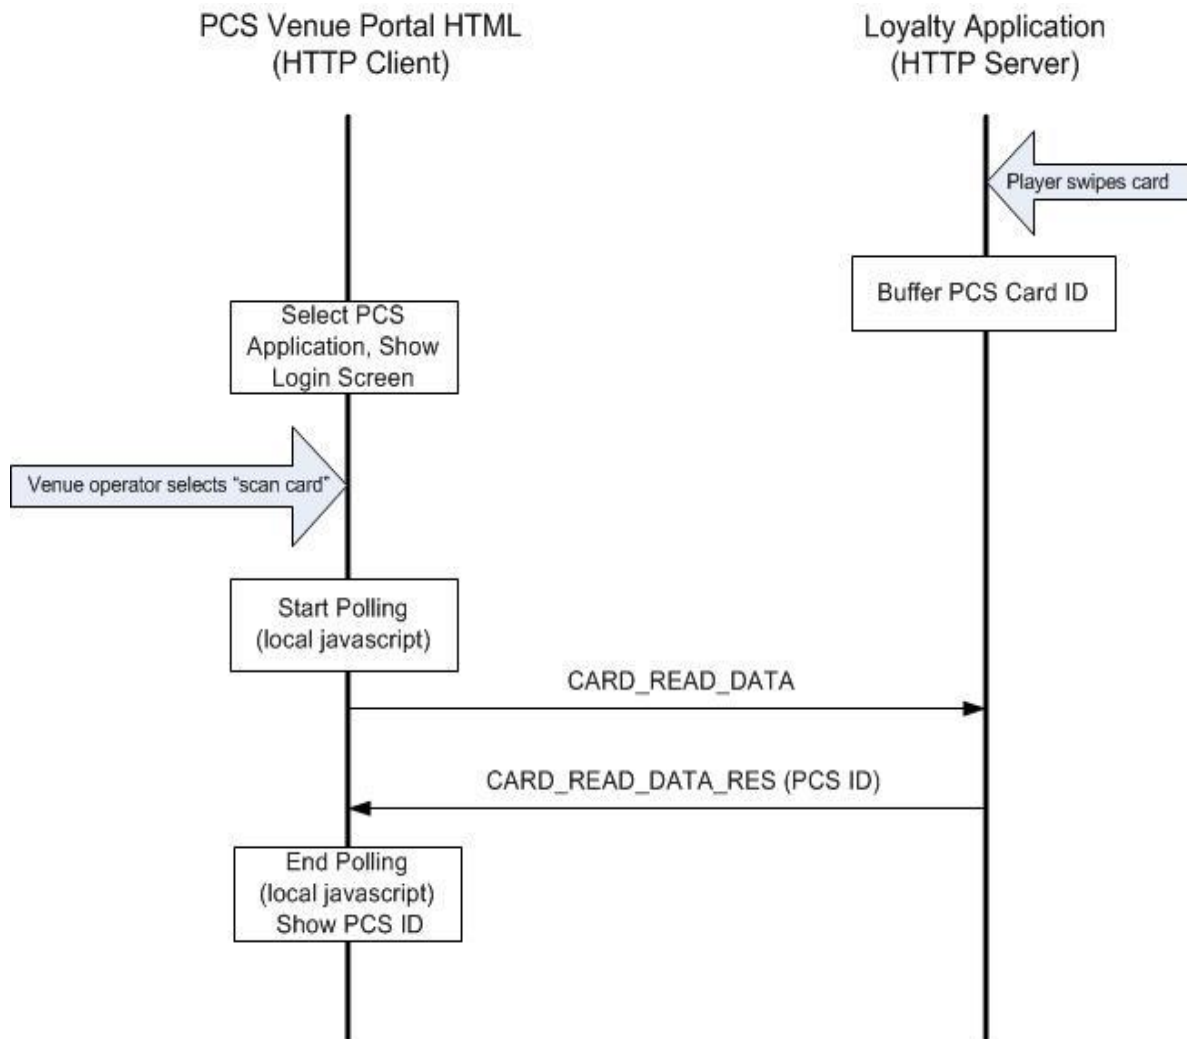 PCS Venue Portal HTML
(HTTP Client)
Loyalty Application
(HTTP Server)
Player swipes card
Buffer PCS Card ID
Select PCS
Application, Show
Login Screen
Venue operator selects “scan card”
Start Polling
(local javascript)
CARD_READ_DATA
CARD_READ_DATA_RES (PCS ID)
End Polling
(local javascript)
Show PCS ID